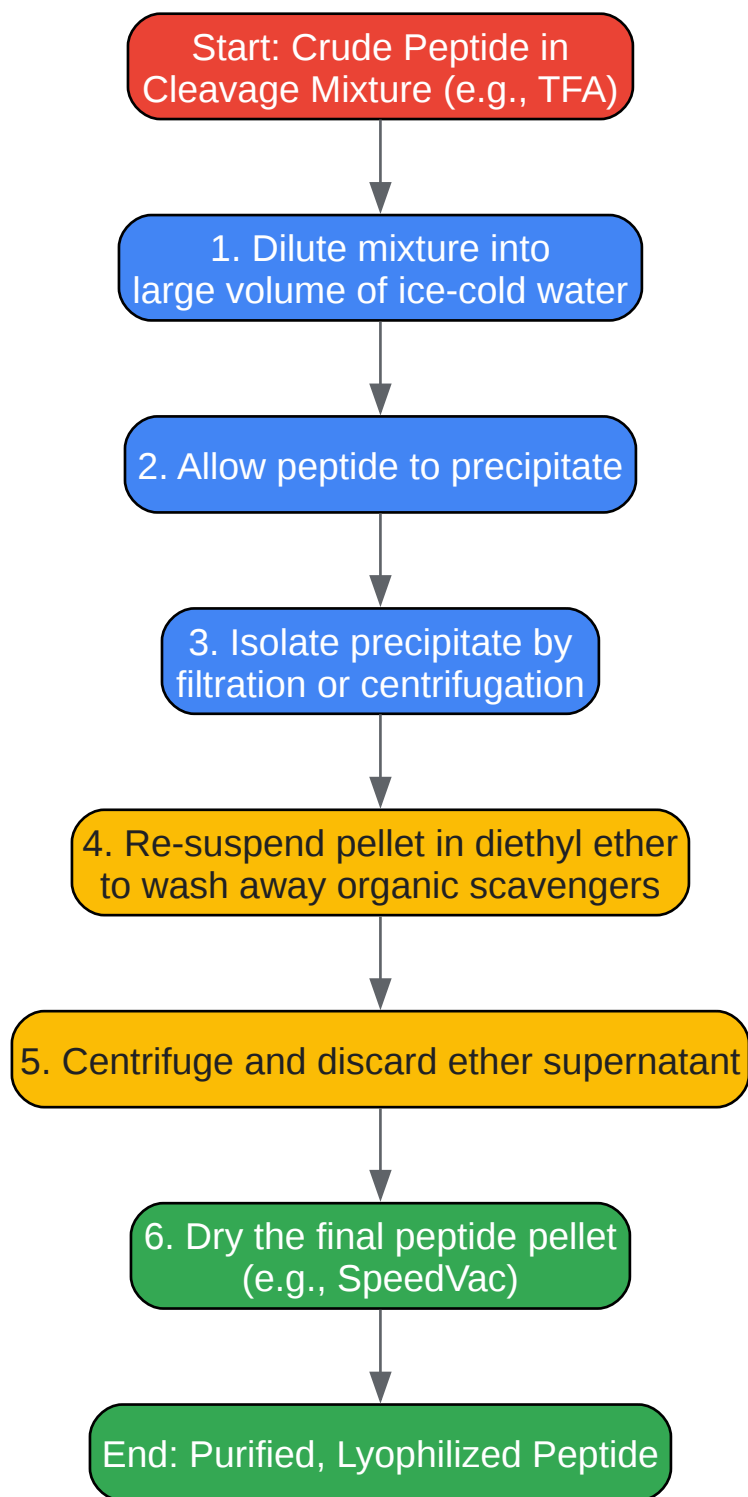 Start: Crude Peptide in
Cleavage Mixture (e.g., TFA)
1. Dilute mixture into
large volume of ice-cold water
2. Allow peptide to precipitate
3. Isolate precipitate by
filtration or centrifugation
4. Re-suspend pellet in diethyl ether
to wash away organic scavengers
5. Centrifuge and discard ether supernatant
6. Dry the final peptide pellet
(e.g., SpeedVac)
End: Purified, Lyophilized Peptide